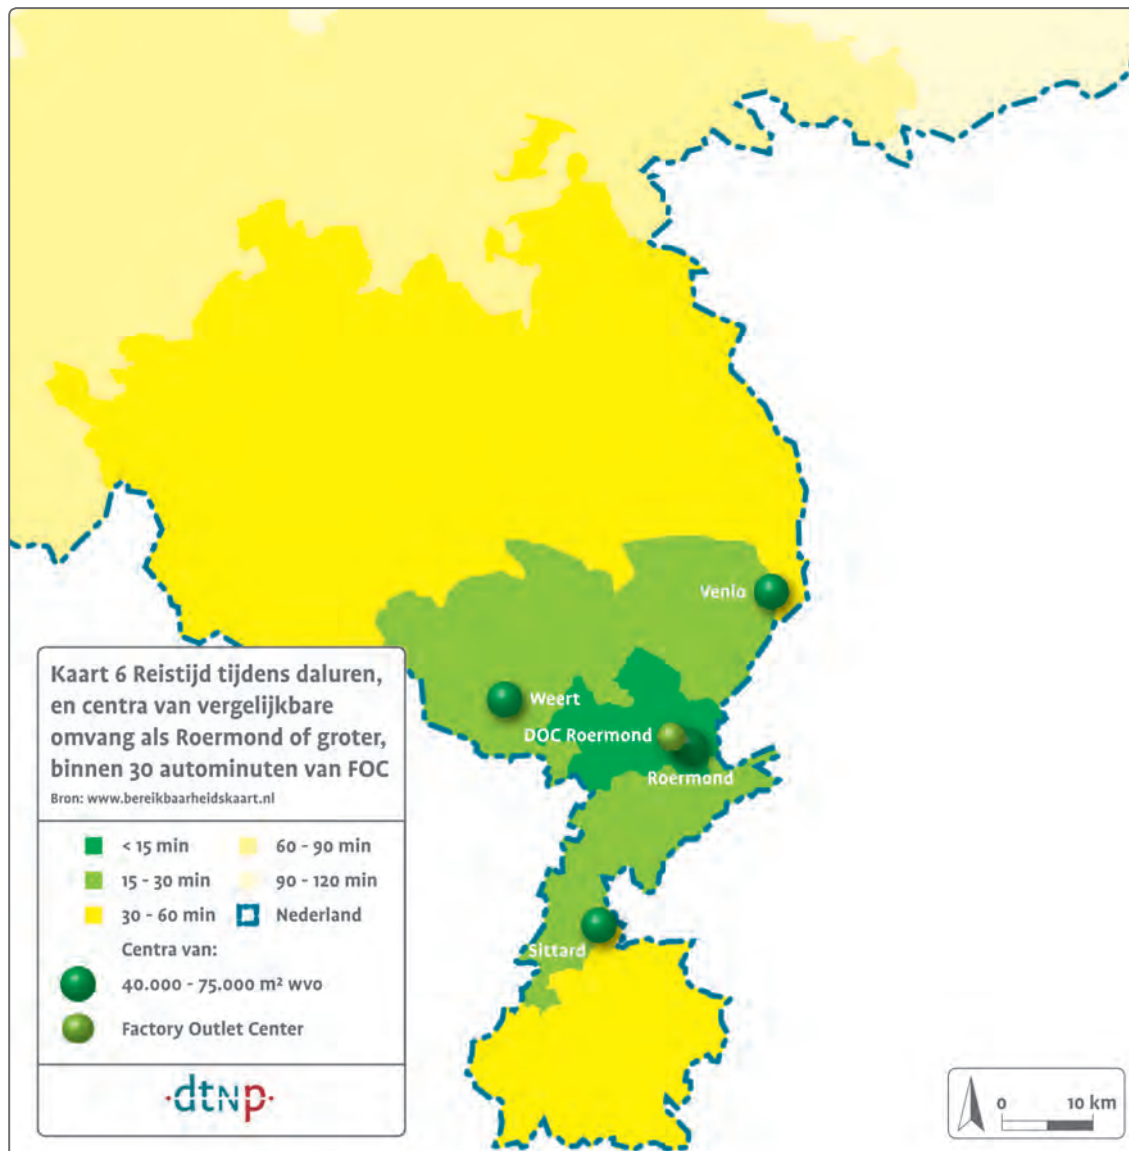 Venlo
Weert
DOC Roermond
Roermond
Sittard
Kaart 6 Reistijd tijdens daluren,
en centra van vergelijkbare
omvang als Roermond of groter,
binnen 30 autominuten van FOC
Bron: www.bereikbaarheidskaart.nl
< 15 min
60 - 90 min
15 - 30 min
90 - 120 min
30 - 60 min
Nederland
Centra van:
40.000 - 75.000 m² wvo
Factory Outlet Center
·dtNp·
0 10 km